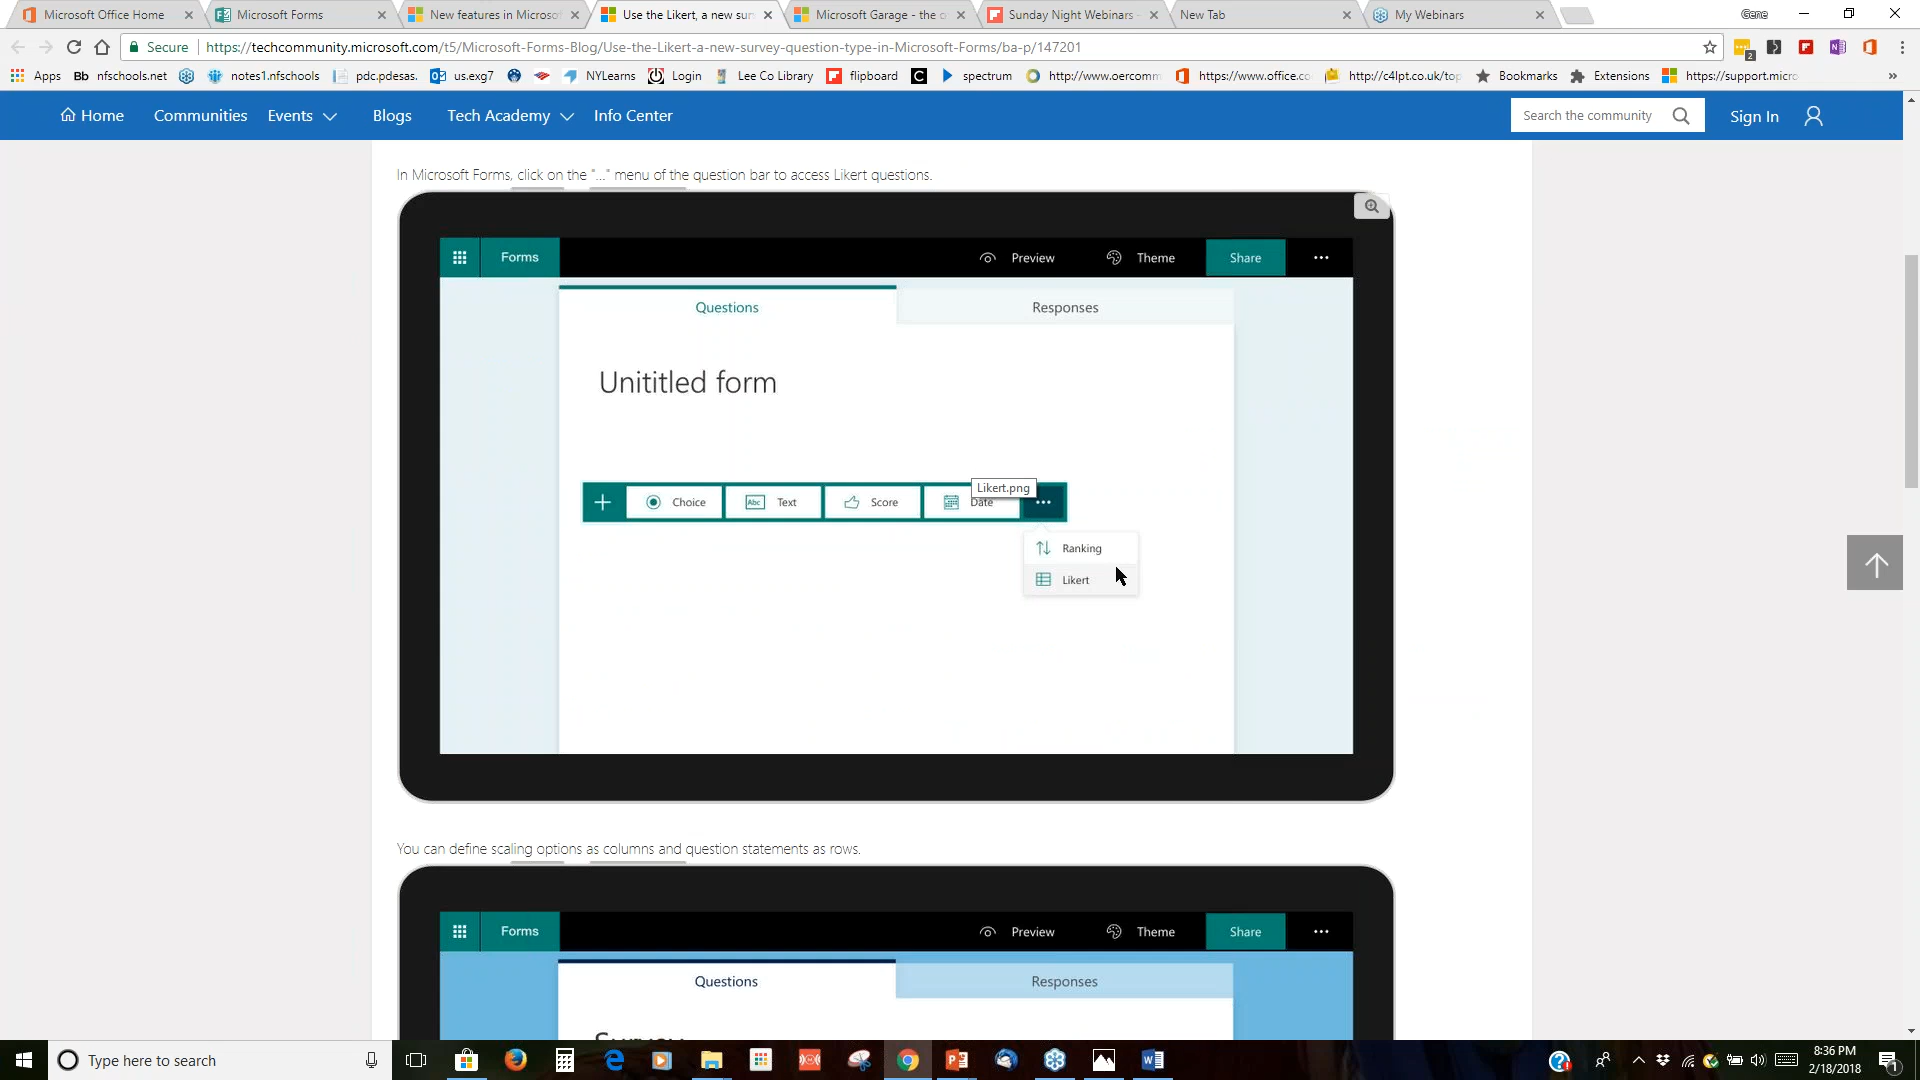 Microsoft Office Home
Microsoft Forms
New features in Microsof
Use the Likert, a new sur
Microsoft Garage - the o
Sunday Night Webinars -
New Tab
My Webinars
Gene
Secure
https://techcommunity.microsoft.com/t5/Microsoft-Forms-Blog/Use-the-Likert-a-new-survey-question-type-in-Microsoft-Forms/ba-p/147201
2
Apps
Bb nfschools.net
notes1.nfschools
pdc.pdesas.
us.exg7
NYLearns
Login
Lee Co Library
flipboard
C
spectrum
http://www.oercomm
https://www.office.co
http://c4lpt.co.uk/top
Bookmarks
Extensions
https://support.micro
»
Home
Communities
Events
Blogs
Tech Academy
Info Center
Search the community
Sign In
In Microsoft Forms, click on the "..." menu of the question bar to access Likert questions.
Forms
Preview
Theme
Share
...
Questions
Responses
Unititled form
+
Choice
Abc Text
Score
Date
Likert.png
...
Ranking
Likert
You can define scaling options as columns and question statements as rows.
Forms
Preview
Theme
Share
...
Questions
Responses
Survey
Type here to search
8:36 PM
2/18/2018
1